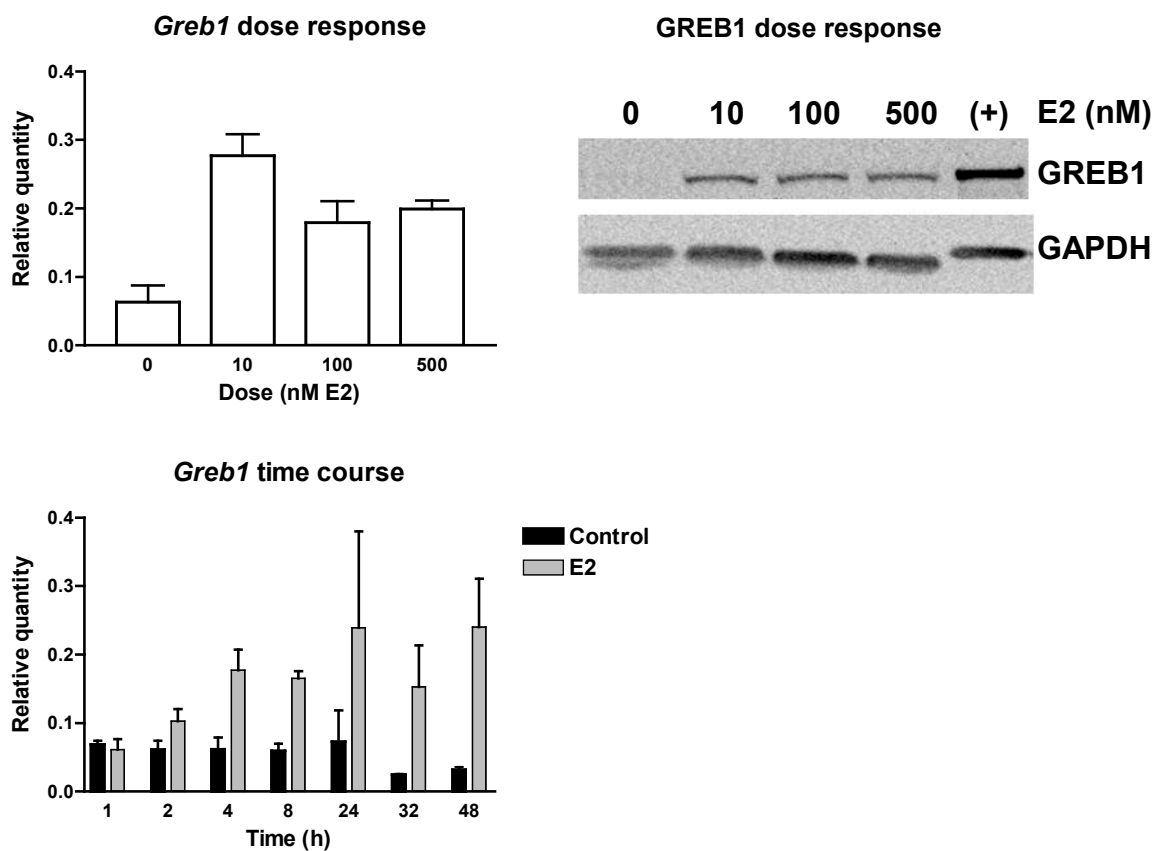 Greb1 dose response
Relative quantity
0.4
0.3
0.2
0.1
0.0
0 10 100 500
Dose (nM E2)
GREB1 dose response
0 10 100 500 (+) E2 (nM)
GREB1
GAPDH
Greb1 time course
Relative quantity
0.4
0.3
0.2
0.1
0.0
1 2 4 8 24 32 48
Time (h)
Control
E2